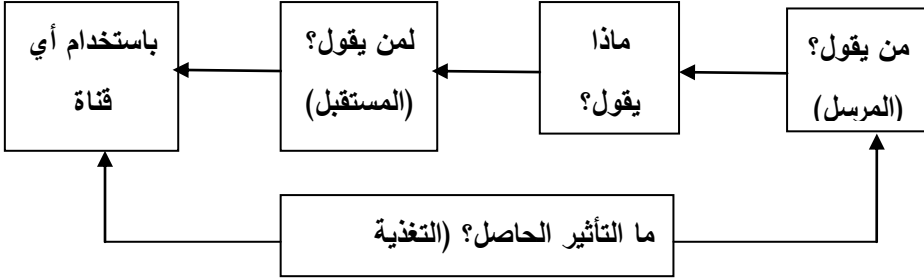 من يقول؟
(المرسل)
ماذا
يقول؟
لمن يقول؟
(المستقبل)
باستخدام أي
قناة
ما التأثير الحاصل؟ (التغذية